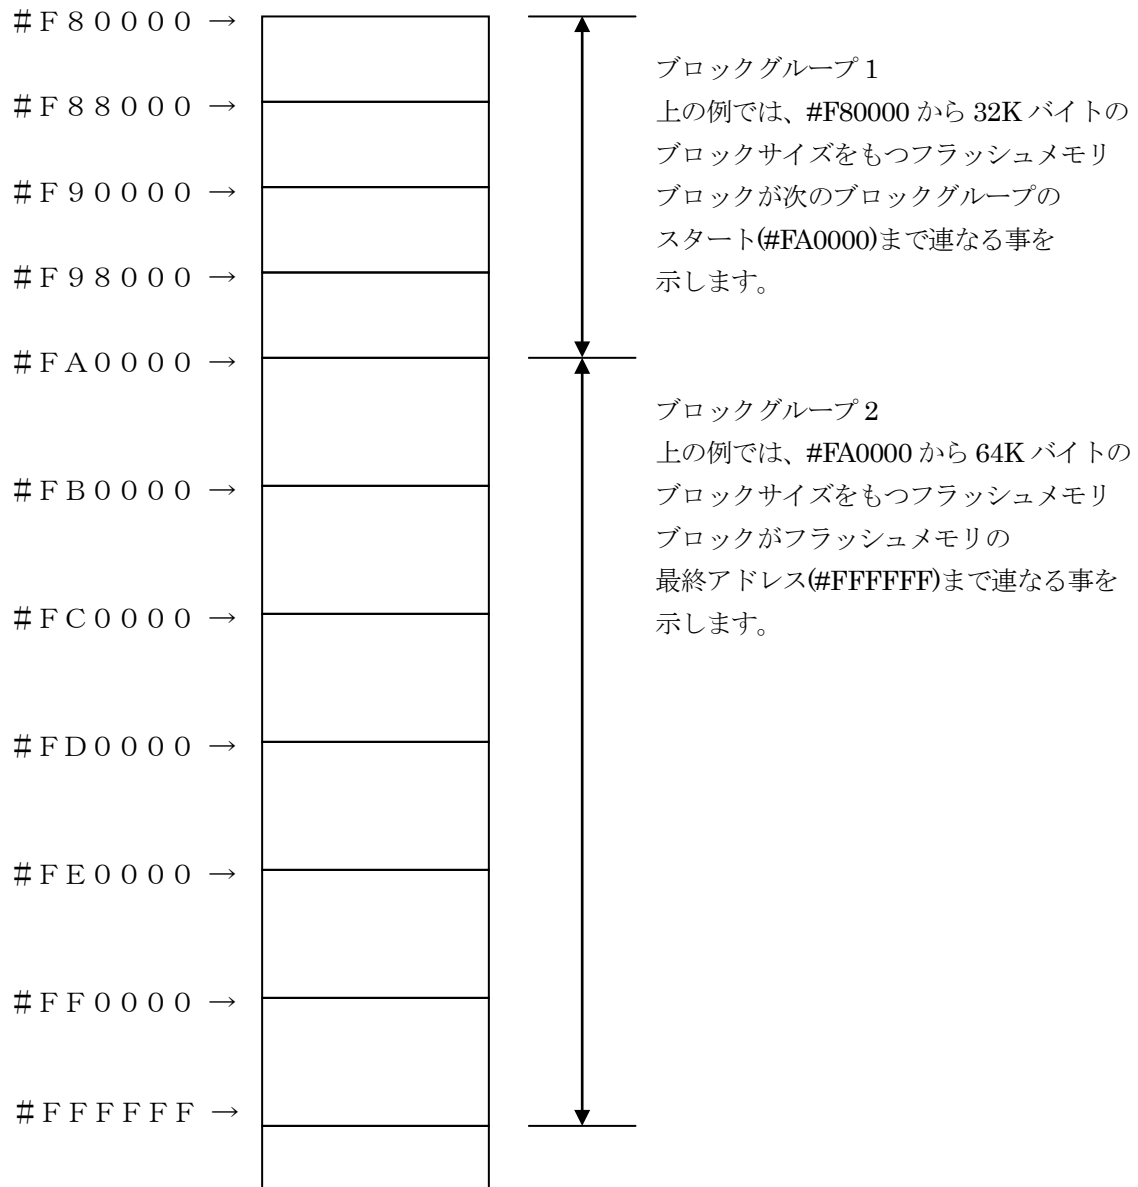 ＃Ｆ８００００ →
＃Ｆ８８０００ →
＃Ｆ９００００ →
＃Ｆ９８０００ →
＃ＦＡ００００ →
＃ＦＢ００００ →
＃ＦＣ００００ →
＃ＦＤ００００ →
＃ＦＥ００００ →
＃ＦＦ００００ →
＃ＦＦＦＦＦＦ →
ブロックグループ 1
上の例では、#F80000 から 32K バイトの
ブロックサイズをもつフラッシュメモリ
ブロックが次のブロックグループの
スタート(#FA0000)まで連なる事を
示します。
ブロックグループ 2
上の例では、#FA0000 から 64K バイトの
ブロックサイズをもつフラッシュメモリ
ブロックがフラッシュメモリの
最終アドレス(#FFFFFF)まで連なる事を
示します。